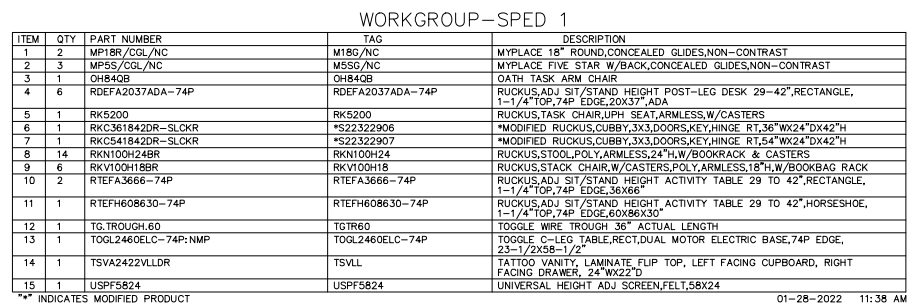 WORKGROUP-SPED 1
ITEM QTY PART NUMBER TAG DESCRIPTION
1 2 MP18R/CGL/NC M18G/NC MYPLACE 18" ROUND,CONCEALED GLIDES,NON-CONTRAST
2 3 MP5S/CGL/NC M5SG/NC MYPLACE FIVE STAR W/BACK,CONCEALED GLIDES,NON-CONTRAST
3 1 OH84QB OH84QB OATH TASK ARM CHAIR
4 6 RDEFA2037ADA-74P RDEFA2037ADA-74P RUCKUS,ADJ SIT/STAND HEIGHT POST-LEG DESK 29-42",RECTANGLE,
1-1/4"TOP,74P EDGE,20X37",ADA
5 1 RK5200 RK5200 RUCKUS,TASK CHAIR,UPH SEAT,ARMLESS,W/CASTERS
6 1 RKC361842DR-SLCKR *S22322906 *MODIFIED RUCKUS,CUBBY,3X3,DOORS,KEY,HINGE RT,36"WX24"DX42"H
7 1 RKC541842DR-SLCKR *S22322907 *MODIFIED RUCKUS,CUBBY,3X3,DOORS,KEY,HINGE RT,54"WX24"DX42"H
8 14 RKN100H24BR RKN100H24 RUCKUS,STOOL,POLY,ARMLESS,24"H,W/BOOKRACK & CASTERS
9 6 RKV100H18BR RKV100H18 RUCKUS,STACK CHAIR,W/CASTERS,POLY,ARMLESS,18"H,W/BOOKBAG RACK
10 2 RTEFA3666-74P RTEFA3666-74P RUCKUS,ADJ SIT/STAND HEIGHT ACTIVITY TABLE 29 TO 42",RECTANGLE,
1-1/4"TOP,74P EDGE,36X66"
11 1 RTEFH608630-74P RTEFH608630-74P RUCKUS,ADJ SIT/STAND HEIGHT ACTIVITY TABLE 29 TO 42",HORSESHOE,
1-1/4"TOP,74P EDGE,60X86X30"
12 1 TG.TROUGH.60 TGTR60 TOGGLE WIRE TROUGH 36" ACTUAL LENGTH
13 1 TOGL2460ELC-74P:NMP TOGL2460ELC-74P TOGGLE C-LEG TABLE,RECT,DUAL MOTOR ELECTRIC BASE,74P EDGE,
23-1/2X58-1/2"
14 1 TSVA2422VLLDR TSVLL TATTOO VANITY, LAMINATE FLIP TOP, LEFT FACING CUPBOARD, RIGHT
FACING DRAWER, 24"WX22"D
15 1 USPF5824 USPF5824 UNIVERSAL HEIGHT ADJ SCREEN,FELT,58X24
"*" INDICATES MODIFIED PRODUCT 01-28-2022 11:38 AM